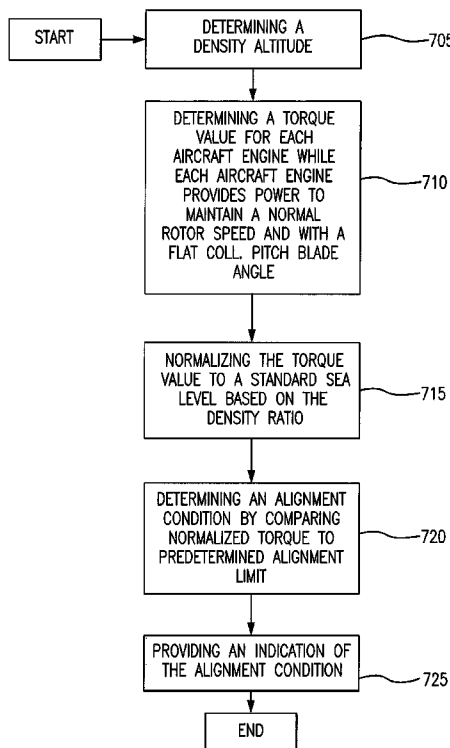 START
DETERMINING A
DENSITY ALTITUDE
705
DETERMINING A TORQUE
VALUE FOR EACH
AIRCRAFT ENGINE WHILE
EACH AIRCRAFT ENGINE
PROVIDES POWER TO
MAINTAIN A NORMAL
ROTOR SPEED AND WITH A
FLAT COLL. PITCH BLADE
ANGLE
710
NORMALIZING THE TORQUE
VALUE TO A STANDARD SEA
LEVEL BASED ON THE
DENSITY RATIO
715
DETERMINING AN ALIGNMENT
CONDITION BY COMPARING
NORMALIZED TORQUE TO
PREDETERMINED ALIGNMENT
LIMIT
720
PROVIDING AN INDICATION OF
THE ALIGNMENT CONDITION
725
END